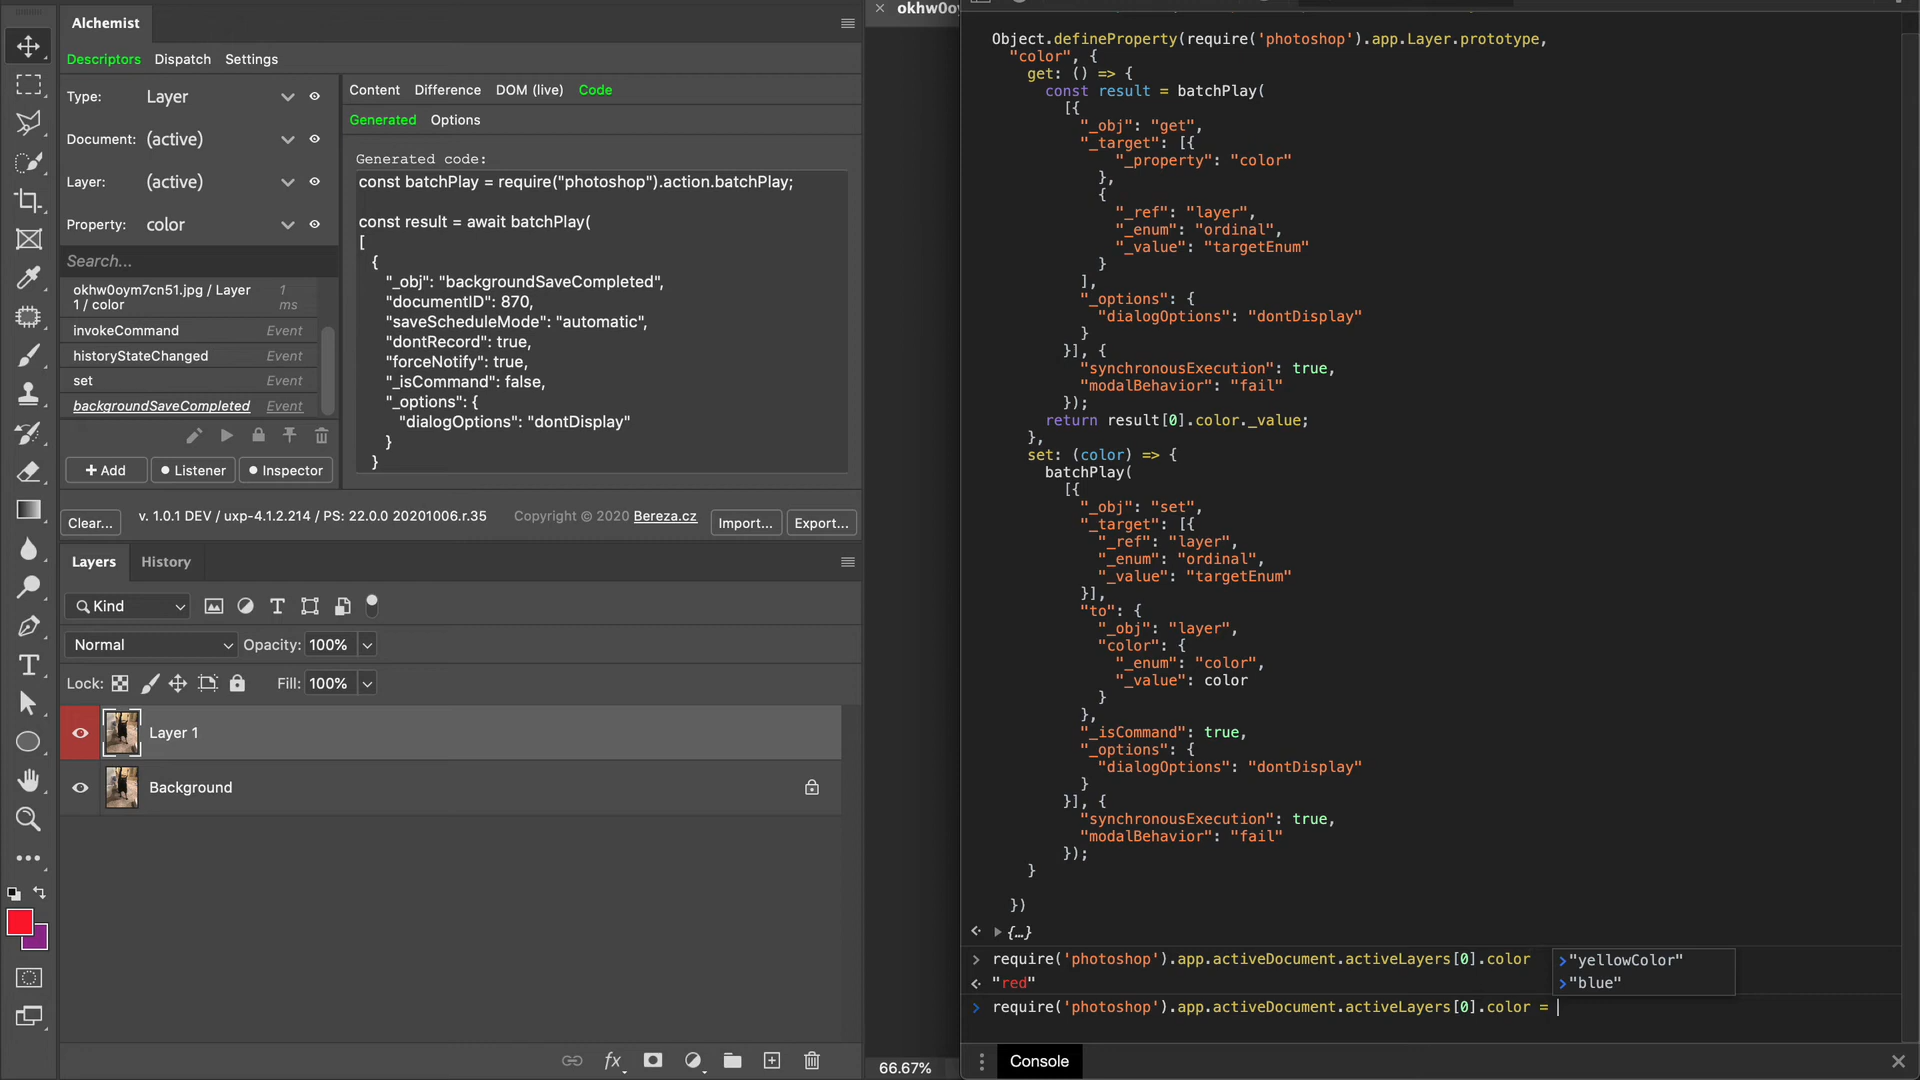 Alchemist
Descriptors Dispatch Settings
Type: Layer
Document: (active)
Layer: (active)
Property: color
Search...
okhw0oym7cn51.jpg / Layer 1 ms
1 / color
invokeCommand Event
historyStateChanged Event
set Event
backgroundSaveCompleted Event
+ Add Listener Inspector
Content Difference DOM (live) Code
Generated Options
Generated code:
const batchPlay = require("photoshop").action.batchPlay;
const result = await batchPlay(
[
{
"_obj": "backgroundSaveCompleted",
"documentID": 870,
"saveScheduleMode": "automatic",
"dontRecord": true,
"forceNotify": true,
"_isCommand": false,
"_options": {
"dialogOptions": "dontDisplay"
}
}
Clear... v. 1.0.1 DEV / uxp-4.1.2.214 / PS: 22.0.0 20201006.r.35 Copyright © 2020 Bereza.cz Import... Export...
Layers History
Kind
Normal Opacity: 100%
Lock: Fill: 100%
Layer 1
Background
fx
66.67%
okhw0oy
Object.defineProperty(require('photoshop').app.Layer.prototype,
"color", {
get: () => {
const result = batchPlay(
[{
"_obj": "get",
"_target": [{
"_property": "color"
},
{
"_ref": "layer",
"_enum": "ordinal",
"_value": "targetEnum"
}
],
"_options": {
"dialogOptions": "dontDisplay"
}
}], {
"synchronousExecution": true,
"modalBehavior": "fail"
});
return result[0].color._value;
},
set: (color) => {
batchPlay(
[{
"_obj": "set",
"_target": [{
"_ref": "layer",
"_enum": "ordinal",
"_value": "targetEnum"
}],
"to": {
"_obj": "layer",
"color": {
"_enum": "color",
"_value": color
}
},
"_isCommand": true,
"_options": {
"dialogOptions": "dontDisplay"
}
}], {
"synchronousExecution": true,
"modalBehavior": "fail"
});
}
})
{…}
require('photoshop').app.activeDocument.activeLayers[0].color
"red"
require('photoshop').app.activeDocument.activeLayers[0].color =
"yellowColor"
"blue"
Console